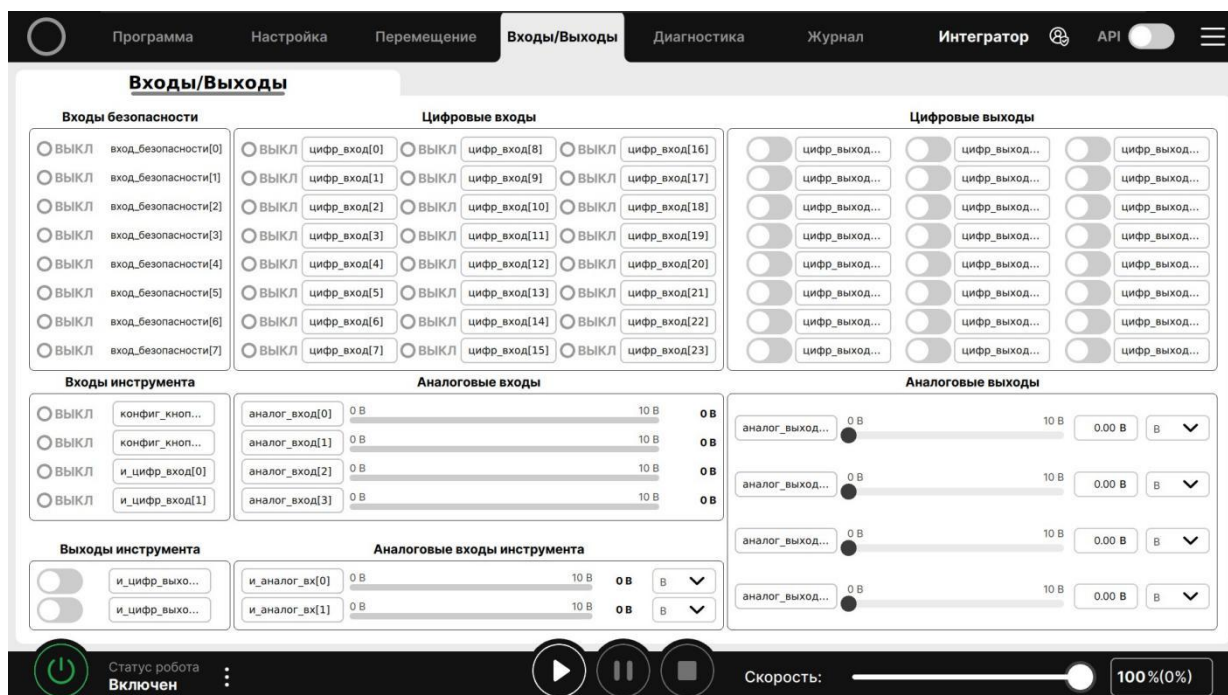 Программа Настройка Перемещение Входы/Выходы Диагностика Журнал Интегратор API
Входы/Выходы
Входы безопасности
ВЫКЛ вход_безопасности[0]
ВЫКЛ вход_безопасности[1]
ВЫКЛ вход_безопасности[2]
ВЫКЛ вход_безопасности[3]
ВЫКЛ вход_безопасности[4]
ВЫКЛ вход_безопасности[5]
ВЫКЛ вход_безопасности[6]
ВЫКЛ вход_безопасности[7]
Цифровые входы
ВЫКЛ цифр_вход[0] ВЫКЛ цифр_вход[8] ВЫКЛ цифр_вход[16]
ВЫКЛ цифр_вход[1] ВЫКЛ цифр_вход[9] ВЫКЛ цифр_вход[17]
ВЫКЛ цифр_вход[2] ВЫКЛ цифр_вход[10] ВЫКЛ цифр_вход[18]
ВЫКЛ цифр_вход[3] ВЫКЛ цифр_вход[11] ВЫКЛ цифр_вход[19]
ВЫКЛ цифр_вход[4] ВЫКЛ цифр_вход[12] ВЫКЛ цифр_вход[20]
ВЫКЛ цифр_вход[5] ВЫКЛ цифр_вход[13] ВЫКЛ цифр_вход[21]
ВЫКЛ цифр_вход[6] ВЫКЛ цифр_вход[14] ВЫКЛ цифр_вход[22]
ВЫКЛ цифр_вход[7] ВЫКЛ цифр_вход[15] ВЫКЛ цифр_вход[23]
Цифровые выходы
цифр_выход... цифр_выход... цифр_выход...
цифр_выход... цифр_выход... цифр_выход...
цифр_выход... цифр_выход... цифр_выход...
цифр_выход... цифр_выход... цифр_выход...
цифр_выход... цифр_выход... цифр_выход...
цифр_выход... цифр_выход... цифр_выход...
цифр_выход... цифр_выход... цифр_выход...
цифр_выход... цифр_выход... цифр_выход...
Входы инструмента
ВЫКЛ конфиг_кноп...
ВЫКЛ конфиг_кноп...
ВЫКЛ и_цифр_вход[0]
ВЫКЛ и_цифр_вход[1]
Аналоговые входы
аналог_вход[0] 0 В 10 В 0 В
аналог_вход[1] 0 В 10 В 0 В
аналог_вход[2] 0 В 10 В 0 В
аналог_вход[3] 0 В 10 В 0 В
Аналоговые выходы
аналог_выход... 0 В 10 В 0.00 В В
аналог_выход... 0 В 10 В 0.00 В В
аналог_выход... 0 В 10 В 0.00 В В
аналог_выход... 0 В 10 В 0.00 В В
Выходы инструмента
и_цифр_выхо...
и_цифр_выхо...
Аналоговые входы инструмента
и_аналог_вх[0] 0 В 10 В 0 В В
и_аналог_вх[1] 0 В 10 В 0 В В
Статус робота
Включен
Скорость: 100%(0%)